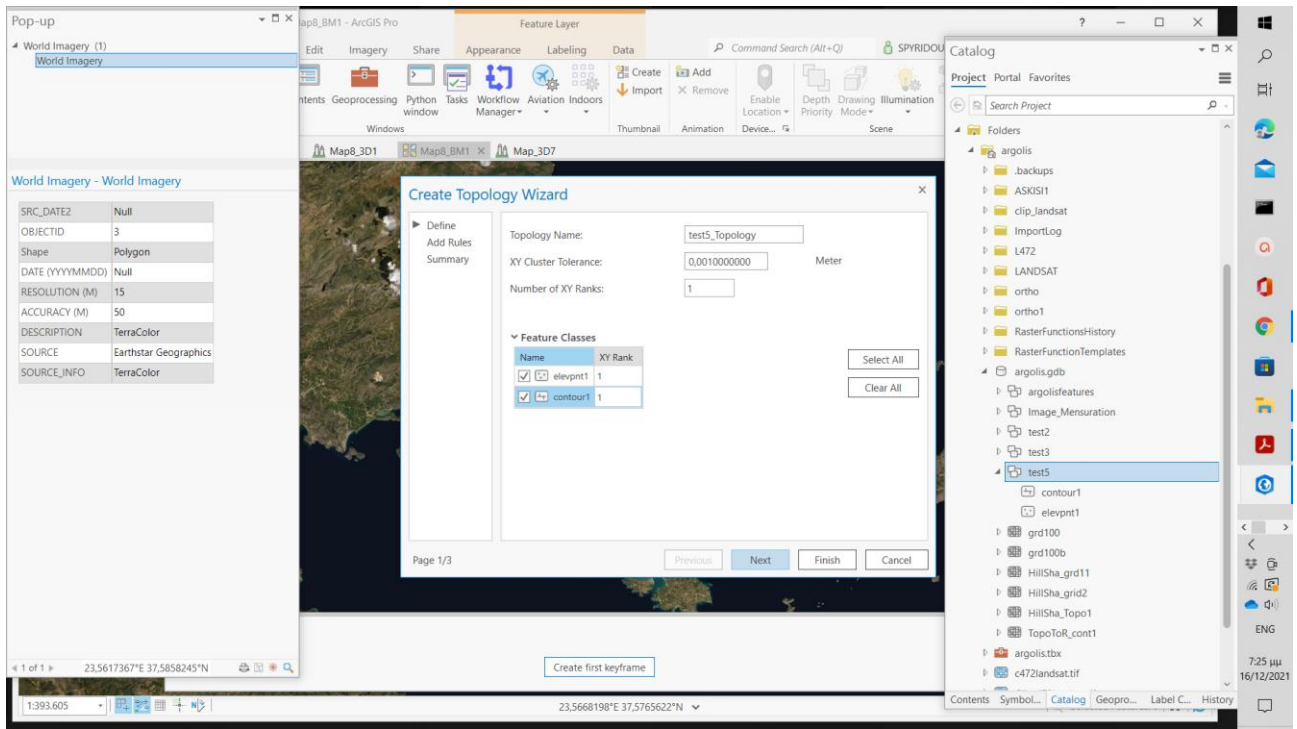 Pop-up
World Imagery (1)
World Imagery
World Imagery - World Imagery
SRC_DATE2 Null
OBJECTID 3
Shape Polygon
DATE (YYYYMMDD) Null
RESOLUTION (M) 15
ACCURACY (M) 50
DESCRIPTION TerraColor
SOURCE Earthstar Geographics
SOURCE_INFO TerraColor
1 of 1 23,5617367°E 37,5858245°N
1:393.605
ap8_BM1 - ArcGIS Pro
Feature Layer
Edit Imagery Share Appearance Labeling Data
Command Search (Alt+Q)
SPYRIDOU
ntents Geoprocessing Python window Tasks Workflow Manager Aviation Indoors
Create
Import
Add
Remove
Enable Location
Depth Priority
Drawing Mode
Illumination
Windows Thumbnail Animation Device... Scene
Map8_3D1 Map8_BM1 Map_3D7
Create Topology Wizard
Define
Add Rules
Summary
Topology Name: test5_Topology
XY Cluster Tolerance: 0,0010000000 Meter
Number of XY Ranks: 1
Feature Classes
Name XY Rank
elevpnt1 1
contour1 1
Select All
Clear All
Page 1/3
Previous Next Finish Cancel
Create first keyframe
23,5668198°E 37,5765622°N
Catalog
Project Portal Favorites
Search Project
Folders
argolis
.backups
ASKISI1
clip_landsat
ImportLog
L472
LANDSAT
ortho
ortho1
RasterFunctionsHistory
RasterFunctionTemplates
argolis.gdb
argolisfeatures
Image_Mensuration
test2
test3
test5
contour1
elevpnt1
grd100
grd100b
HillSha_grd11
HillSha_grid2
HillSha_Topo1
TopoToR_cont1
argolis.tbx
c472landsat.tif
Contents Symbol... Catalog Geopro... Label C... History
ENG
7:25 μμ
16/12/2021